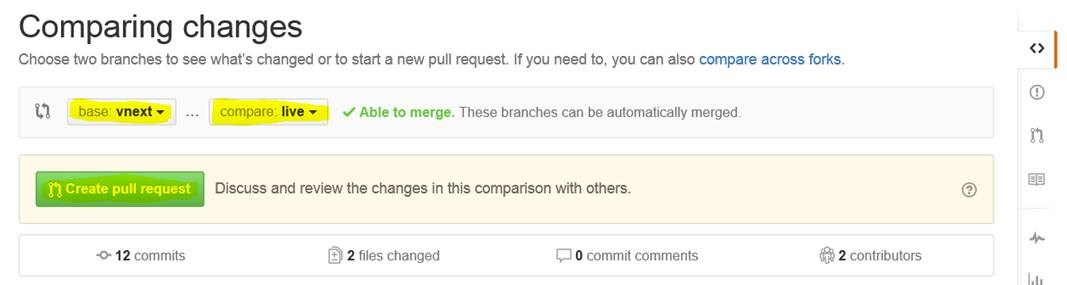 Comparing changes
Choose two branches to see what's changed or to start a new pull request. If you need to, you can also compare across forks.
base: vnext ... compare: live ✓ Able to merge. These branches can be automatically merged.
Create pull request Discuss and review the changes in this comparison with others.
12 commits 2 files changed 0 commit comments 2 contributors